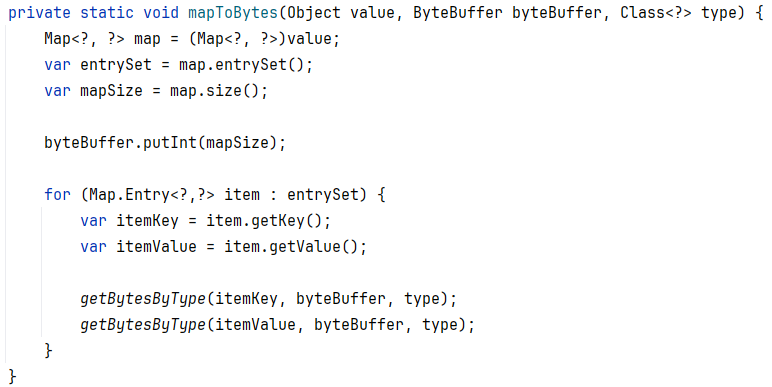 private static void mapToBytes(Object value, ByteBuffer byteBuffer, Class<?> type) {
    Map<?, ?> map = (Map<?, ?>)value;
    var entrySet = map.entrySet();
    var mapSize = map.size();

    byteBuffer.putInt(mapSize);

    for (Map.Entry<?,?> item : entrySet) {
        var itemKey = item.getKey();
        var itemValue = item.getValue();

        getBytesByType(itemKey, byteBuffer, type);
        getBytesByType(itemValue, byteBuffer, type);
    }
}